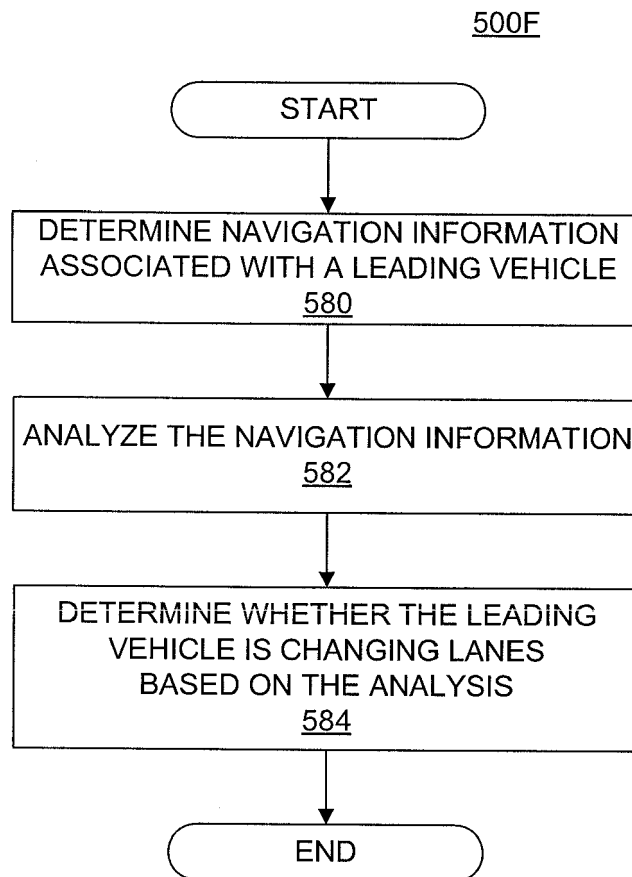 500F
START
DETERMINE NAVIGATION INFORMATION
ASSOCIATED WITH A LEADING VEHICLE
580
ANALYZE THE NAVIGATION INFORMATION
582
DETERMINE WHETHER THE LEADING
VEHICLE IS CHANGING LANES
BASED ON THE ANALYSIS
584
END